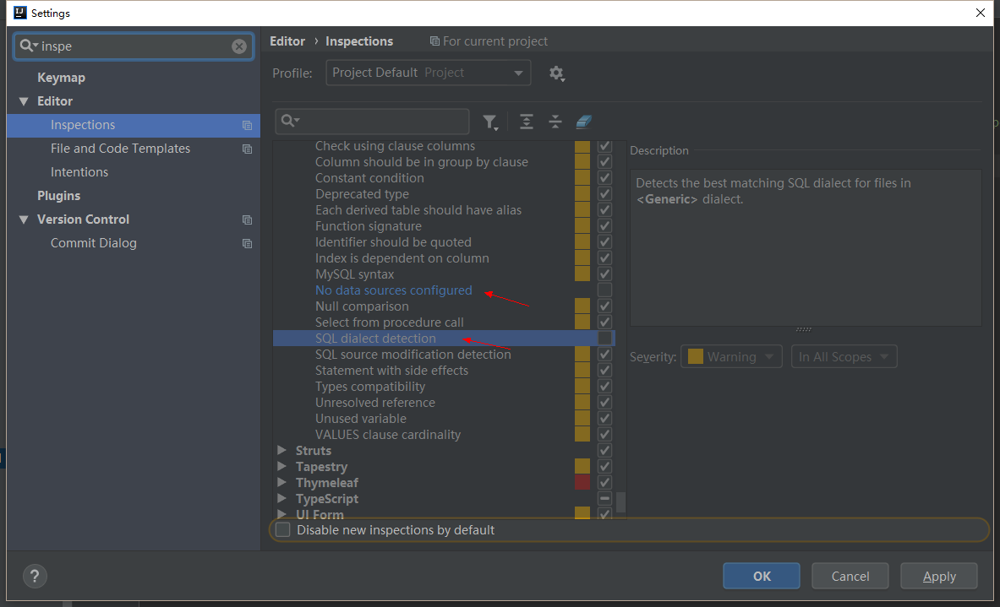 Settings
inspe
Keymap
Editor
Inspections
File and Code Templates
Intentions
Plugins
Version Control
Commit Dialog
Editor › Inspections For current project
Profile: Project Default Project
Check using clause columns
Column should be in group by clause
Constant condition
Deprecated type
Each derived table should have alias
Function signature
Identifier should be quoted
Index is dependent on column
MySQL syntax
No data sources configured
Null comparison
Select from procedure call
SQL dialect detection
SQL source modification detection
Statement with side effects
Types compatibility
Unresolved reference
Unused variable
VALUES clause cardinality
Struts
Tapestry
Thymeleaf
TypeScript
UI Form
Disable new inspections by default
Description
Detects the best matching SQL dialect for files in
<Generic> dialect.
Severity: Warning In All Scopes
?
OK Cancel Apply